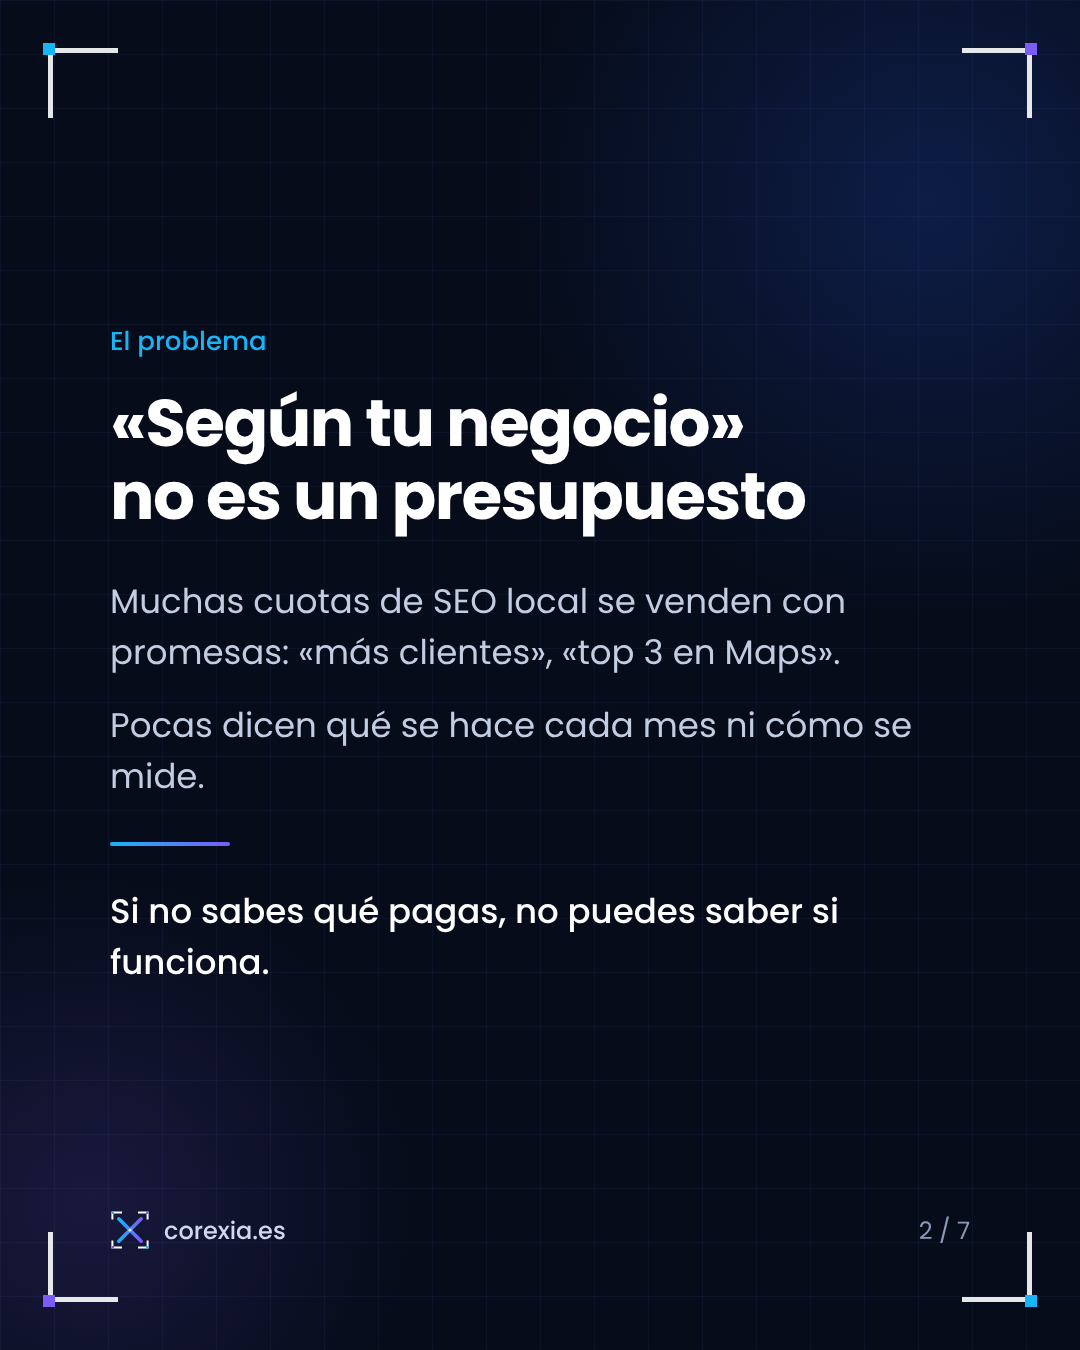 El problema
«Según tu negocio»
no es un presupuesto
Muchas cuotas de SEO local se venden con
promesas: «más clientes», «top 3 en Maps».
Pocas dicen qué se hace cada mes ni cómo se
mide.
Si no sabes qué pagas, no puedes saber si
funciona.
corexia.es
2 / 7